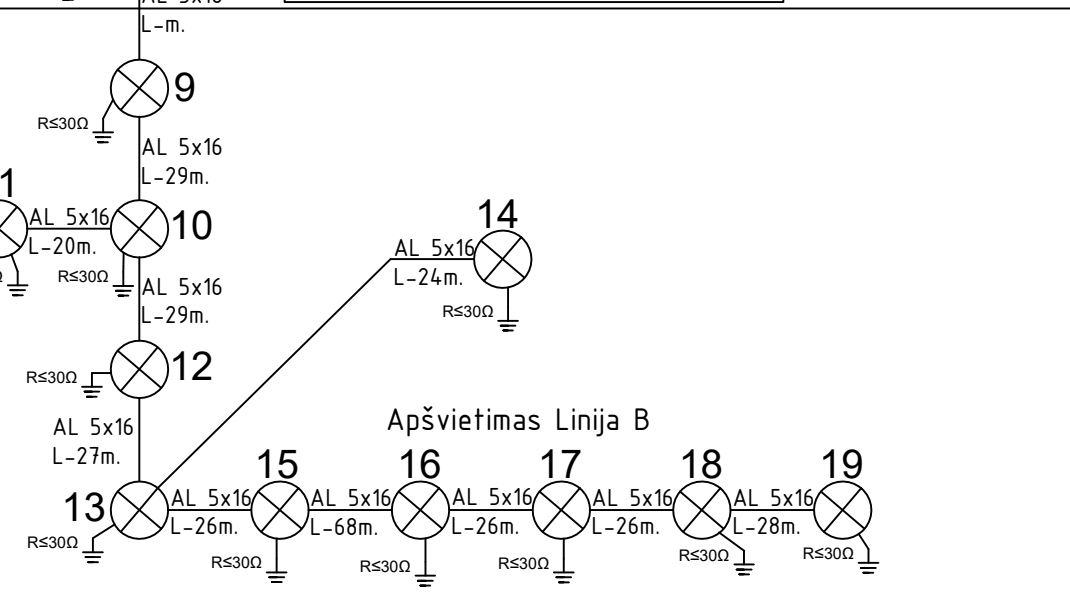 L-m.
9
R≤30Ω
AL 5x16
L-29m.
1
AL 5x16
L-20m.
10
R≤30Ω
AL 5x16
L-29m.
14
AL 5x16
L-24m.
R≤30Ω
12
R≤30Ω
AL 5x16
L-27m.
Apšvietimas Linija B
13
R≤30Ω
AL 5x16
L-26m.
15
R≤30Ω
AL 5x16
L-68m.
16
R≤30Ω
AL 5x16
L-26m.
17
R≤30Ω
AL 5x16
L-26m.
18
R≤30Ω
AL 5x16
L-28m.
19
R≤30Ω